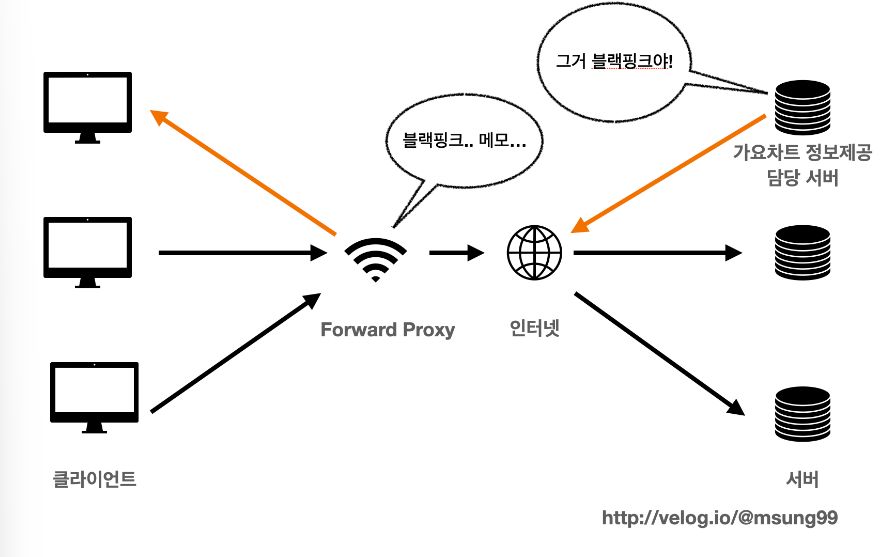 그거 블랙핑크야!
블랙핑크.. 메모...
가요차트 정보제공
담당 서버
Forward Proxy
인터넷
클라이언트
서버
http://velog.io/@msung99